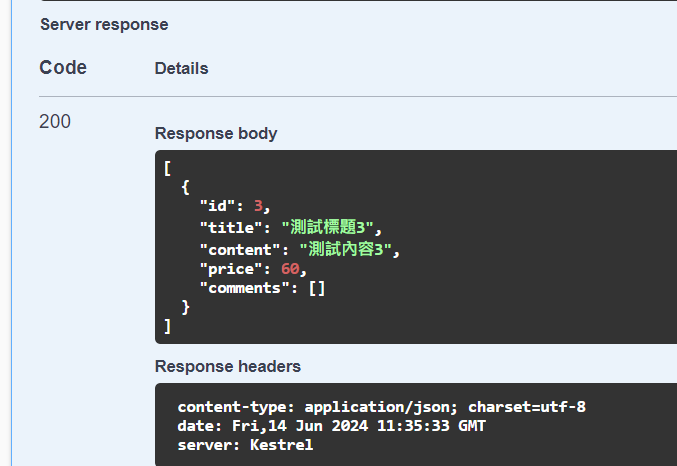 Server response
Code Details
200
Response body
[
{
"id": 3,
"title": "測試標題3",
"content": "測試內容3",
"price": 60,
"comments": []
}
]
Response headers
content-type: application/json; charset=utf-8
date: Fri,14 Jun 2024 11:35:33 GMT
server: Kestrel